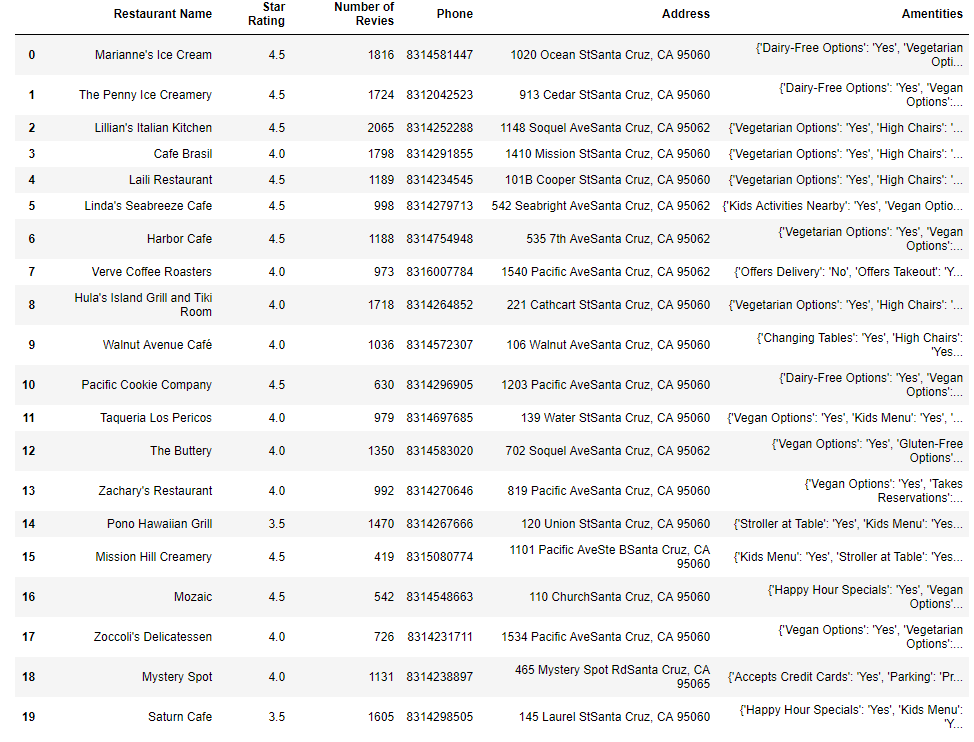 Restaurant Name Star Rating Number of Revies Phone Address Amentities
0 Marianne's Ice Cream 4.5 1816 8314581447 1020 Ocean StSanta Cruz, CA 95060 {'Dairy-Free Options': 'Yes', 'Vegetarian Opti...
1 The Penny Ice Creamery 4.5 1724 8312042523 913 Cedar StSanta Cruz, CA 95060 {'Dairy-Free Options': 'Yes', 'Vegan Options':...
2 Lillian's Italian Kitchen 4.5 2065 8314252288 1148 Soquel AveSanta Cruz, CA 95062 {'Vegetarian Options': 'Yes', 'High Chairs': '...
3 Cafe Brasil 4.0 1798 8314291855 1410 Mission StSanta Cruz, CA 95060 {'Vegetarian Options': 'Yes', 'High Chairs': '...
4 Laili Restaurant 4.5 1189 8314234545 101B Cooper StSanta Cruz, CA 95060 {'Vegetarian Options': 'Yes', 'High Chairs': '...
5 Linda's Seabreeze Cafe 4.5 998 8314279713 542 Seabright AveSanta Cruz, CA 95062 {'Kids Activities Nearby': 'Yes', 'Vegan Optio...
6 Harbor Cafe 4.5 1188 8314754948 535 7th AveSanta Cruz, CA 95062 {'Vegetarian Options': 'Yes', 'Vegan Options':...
7 Verve Coffee Roasters 4.0 973 8316007784 1540 Pacific AveSanta Cruz, CA 95062 {'Offers Delivery': 'No', 'Offers Takeout': 'Y...
8 Hula's Island Grill and Tiki Room 4.0 1718 8314264852 221 Cathcart StSanta Cruz, CA 95060 {'Vegetarian Options': 'Yes', 'High Chairs': '...
9 Walnut Avenue Café 4.0 1036 8314572307 106 Walnut AveSanta Cruz, CA 95060 {'Changing Tables': 'Yes', 'High Chairs': 'Yes...
10 Pacific Cookie Company 4.5 630 8314296905 1203 Pacific AveSanta Cruz, CA 95060 {'Dairy-Free Options': 'Yes', 'Vegan Options':...
11 Taqueria Los Pericos 4.0 979 8314697685 139 Water StSanta Cruz, CA 95060 {'Vegan Options': 'Yes', 'Kids Menu': 'Yes', '...
12 The Buttery 4.0 1350 8314583020 702 Soquel AveSanta Cruz, CA 95062 {'Vegan Options': 'Yes', 'Gluten-Free Options'...
13 Zachary's Restaurant 4.0 992 8314270646 819 Pacific AveSanta Cruz, CA 95060 {'Vegan Options': 'Yes', 'Takes Reservations':...
14 Pono Hawaiian Grill 3.5 1470 8314267666 120 Union StSanta Cruz, CA 95060 {'Stroller at Table': 'Yes', 'Kids Menu': 'Yes...
15 Mission Hill Creamery 4.5 419 8315080774 1101 Pacific AveSte BSanta Cruz, CA 95060 {'Kids Menu': 'Yes', 'Stroller at Table': 'Yes...
16 Mozaic 4.5 542 8314548663 110 ChurchSanta Cruz, CA 95060 {'Happy Hour Specials': 'Yes', 'Vegan Options'...
17 Zoccoli's Delicatessen 4.0 726 8314231711 1534 Pacific AveSanta Cruz, CA 95060 {'Vegan Options': 'Yes', 'Vegetarian Options':...
18 Mystery Spot 4.0 1131 8314238897 465 Mystery Spot RdSanta Cruz, CA 95065 {'Accepts Credit Cards': 'Yes', 'Parking': 'Pr...
19 Saturn Cafe 3.5 1605 8314298505 145 Laurel StSanta Cruz, CA 95060 {'Happy Hour Specials': 'Yes', 'Kids Menu': 'Y...